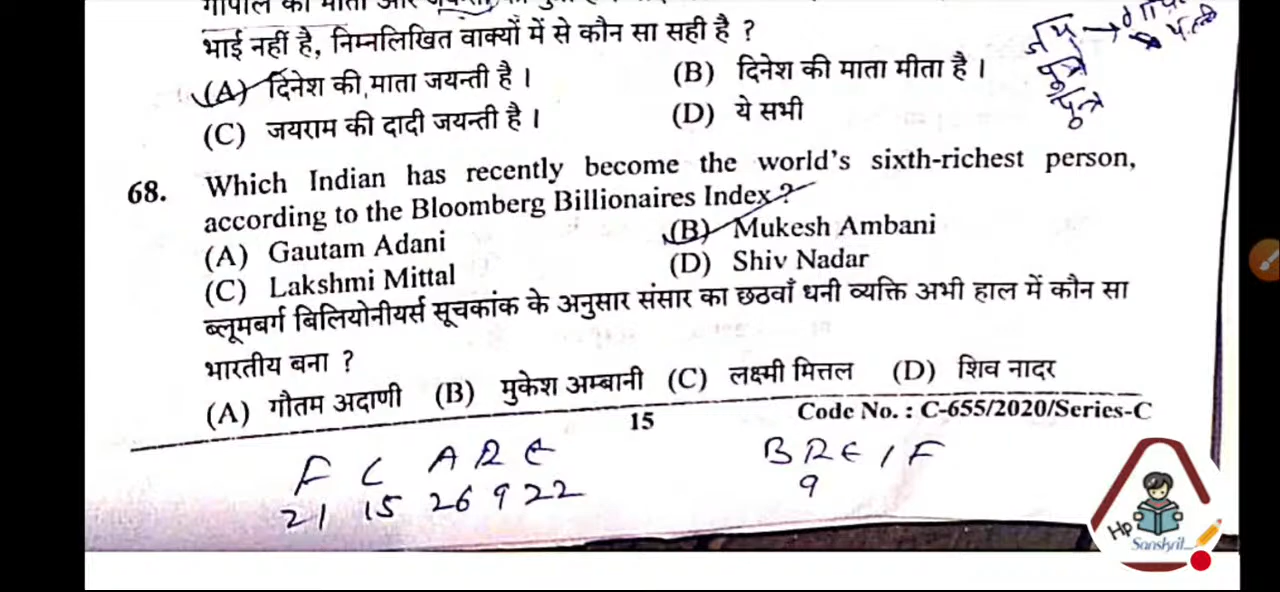 भाई नहीं है, निम्नलिखित वाक्यों में से कौन सा सही है ?
(A) दिनेश की माता जयन्ती है । (B) दिनेश की माता मीता है ।
(C) जयराम की दादी जयन्ती है । (D) ये सभी
68. Which Indian has recently become the world's sixth-richest person,
according to the Bloomberg Billionaires Index ?
(A) Gautam Adani (B) Mukesh Ambani
(C) Lakshmi Mittal (D) Shiv Nadar
ब्लूमबर्ग बिलियोनीयर्स सूचकांक के अनुसार संसार का छठवाँ धनी व्यक्ति अभी हाल में कौन सा
भारतीय बना ?
(A) गौतम अदाणी (B) मुकेश अम्बानी (C) लक्ष्मी मित्तल (D) शिव नादर
15 Code No. : C-655/2020/Series-C
F C A R E B R E I F
21 15 26 9 22 9
Hp